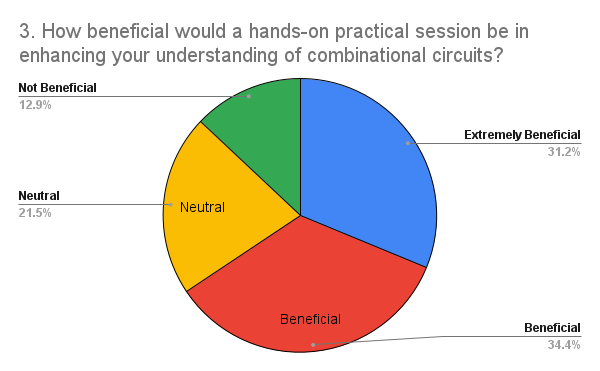 3. How beneficial would a hands-on practical session be in
enhancing your understanding of combinational circuits?
Not Beneficial
12.9%
Extremely Beneficial
31.2%
Neutral
21.5%
Neutral
Beneficial
Beneficial
34.4%